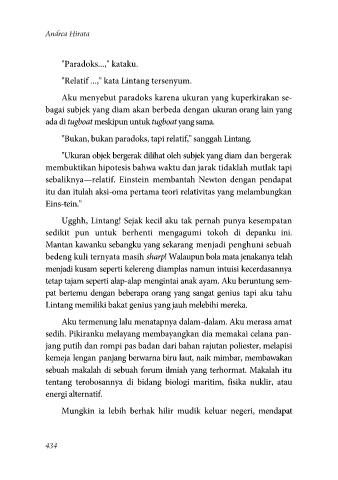 Andrea Hirata
"Paradoks...," kataku.
"Relatif ...," kata Lintang tersenyum.
Aku menyebut paradoks karena ukuran yang kuperkirakan se-
bagai subjek yang diam akan berbeda dengan ukuran orang lain yang
ada di tugboat meskipun untuk tugboat yang sama.
"Bukan, bukan paradoks, tapi relatif," sanggah Lintang.
"Ukuran objek bergerak dilihat oleh subjek yang diam dan bergerak
membuktikan hipotesis bahwa waktu dan jarak tidaklah mutlak tapi
sebaliknya—relatif. Einstein membantah Newton dengan pendapat
itu dan itulah aksi-oma pertama teori relativitas yang melambungkan
Eins-tein."
Ugghh, Lintang! Sejak kecil aku tak pernah punya kesempatan
sedikit pun untuk berhenti mengagumi tokoh di depanku ini.
Mantan kawanku sebangku yang sekarang menjadi penghuni sebuah
bedeng kuli ternyata masih sharp! Walaupun bola mata jenakanya telah
menjadi kusam seperti kelereng diamplas namun intuisi kecerdasannya
tetap tajam seperti alap-alap mengintai anak ayam. Aku beruntung sem-
pat bertemu dengan beberapa orang yang sangat genius tapi aku tahu
Lintang memiliki bakat genius yang jauh melebihi mereka.
Aku termenung lalu menatapnya dalam-dalam. Aku merasa amat
sedih. Pikiranku melayang membayangkan dia memakai celana pan-
jang putih dan rompi pas badan dari bahan rajutan poliester, melapisi
kemeja lengan panjang berwarna biru laut, naik mimbar, membawakan
sebuah makalah di sebuah forum ilmiah yang terhormat. Makalah itu
tentang terobosannya di bidang biologi maritim, fisika nuklir, atau
energi alternatif.
Mungkin ia lebih berhak hilir mudik keluar negeri, mendapat
434